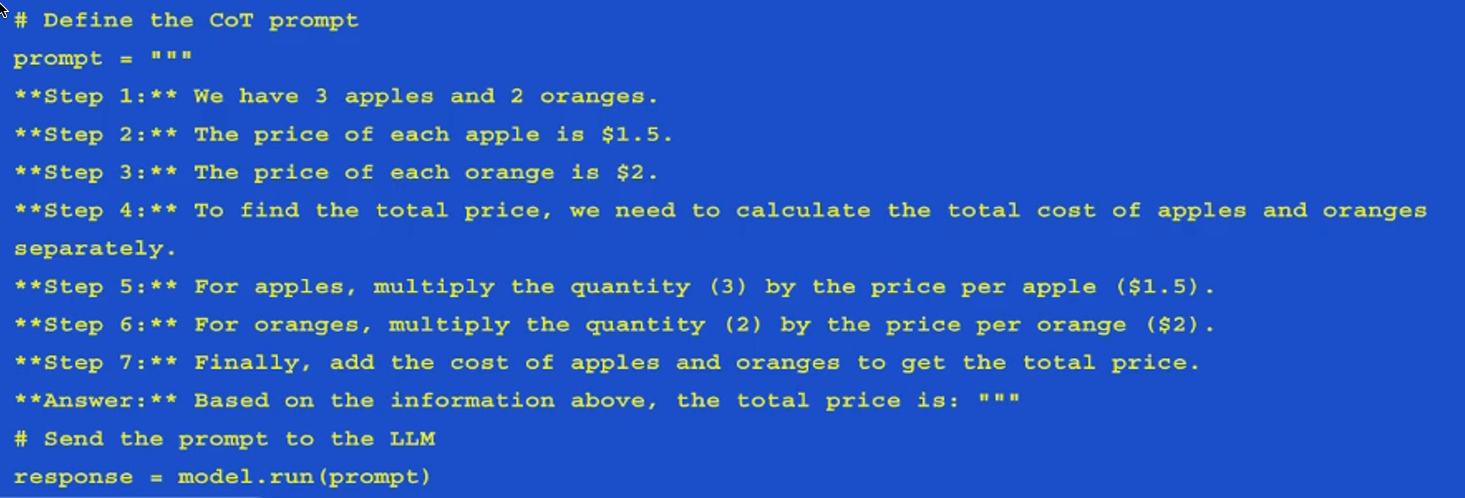 # Define the CoT prompt
prompt = """
**Step 1:** We have 3 apples and 2 oranges.
**Step 2:** The price of each apple is $1.5.
**Step 3:** The price of each orange is $2.
**Step 4:** To find the total price, we need to calculate the total cost of apples and oranges
separately.
**Step 5:** For apples, multiply the quantity (3) by the price per apple ($1.5).
**Step 6:** For oranges, multiply the quantity (2) by the price per orange ($2).
**Step 7:** Finally, add the cost of apples and oranges to get the total price.
**Answer:** Based on the information above, the total price is: """
# Send the prompt to the LLM
response = model.run(prompt)